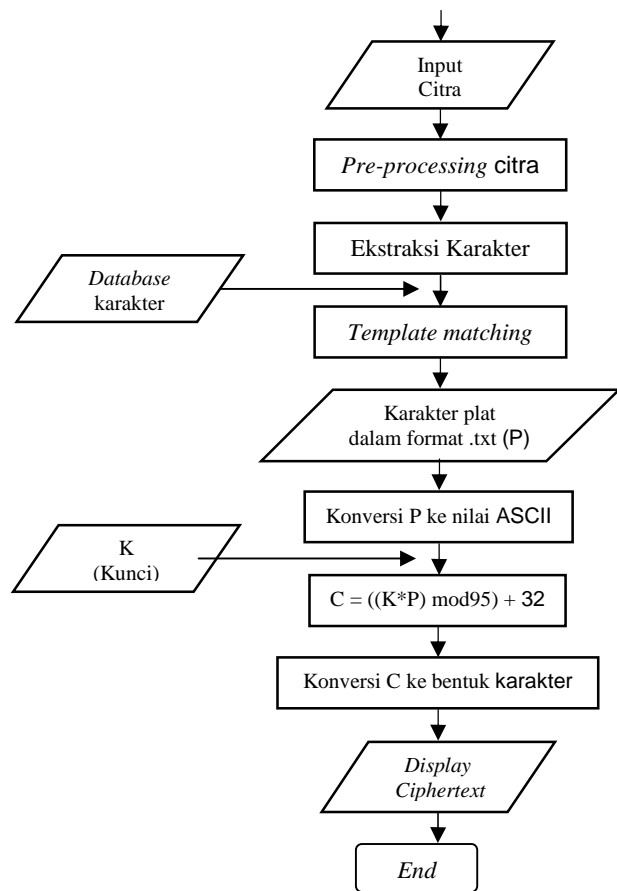 Input
Citra
Pre-processing citra
Ekstraksi Karakter
Database
karakter
Template matching
Karakter plat
dalam format .txt (P)
Konversi P ke nilai ASCII
K
(Kunci)
C = ((K*P) mod95) + 32
Konversi C ke bentuk karakter
Display
Ciphertext
End